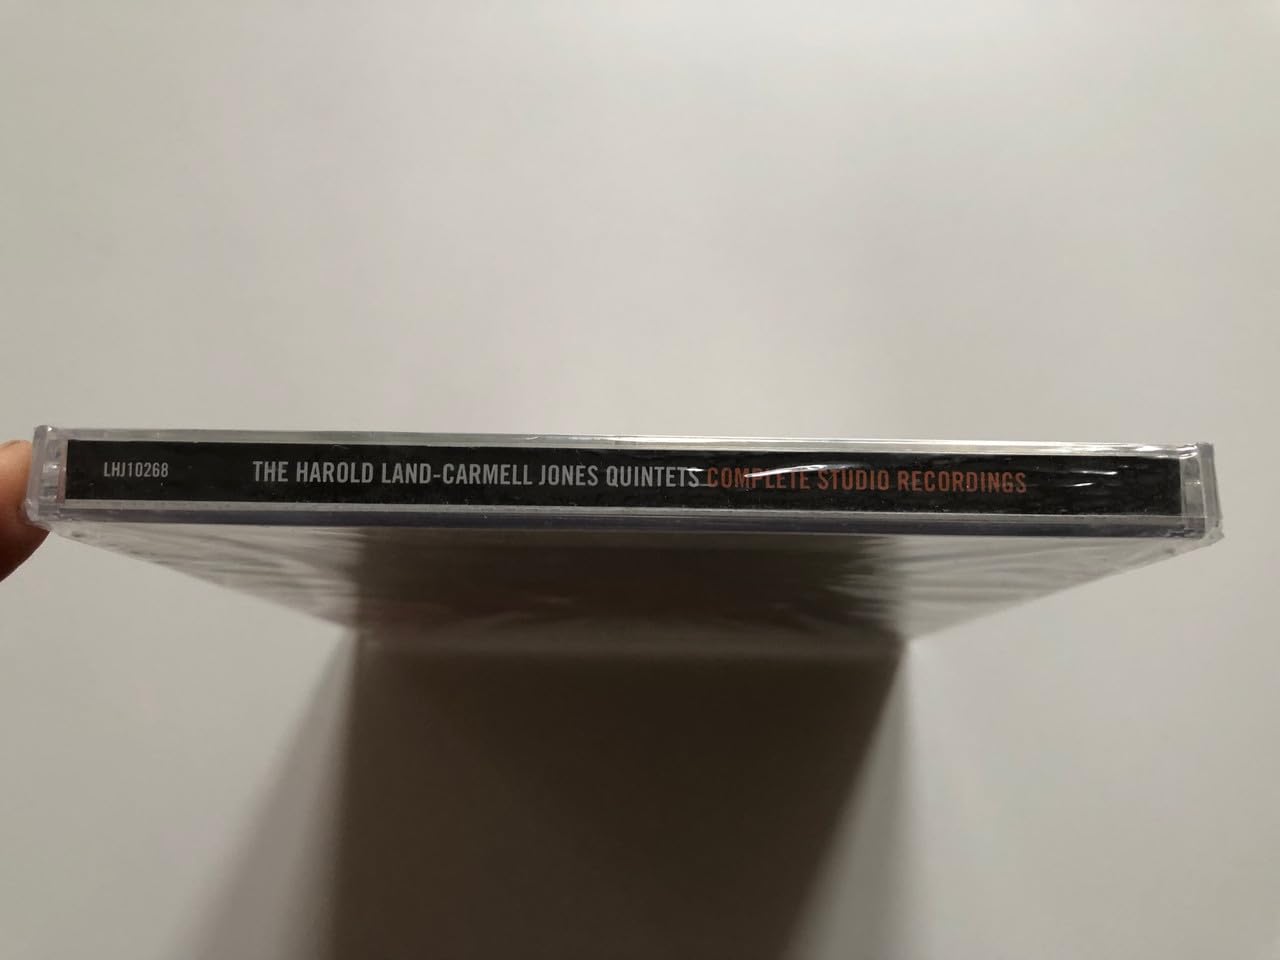 LHJ10268 THE HAROLD LAND-CARMELL JONES QUINTETS COMPLETE STUDIO RECORDINGS